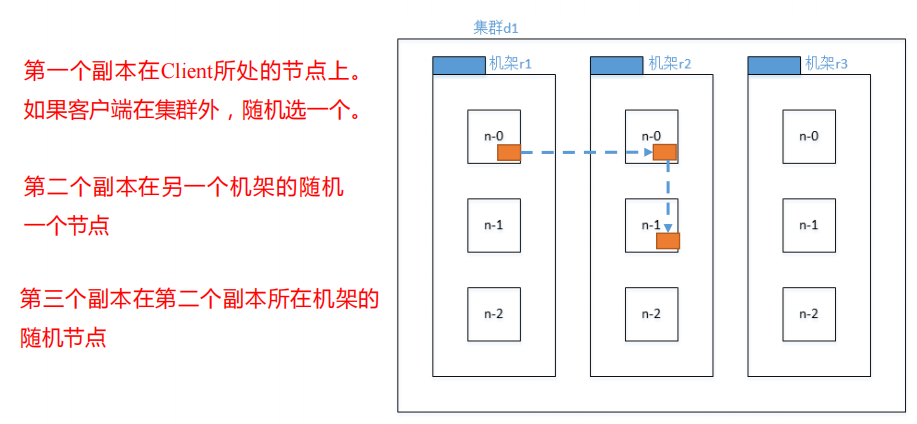 第一个副本在Client所处的节点上。
如果客户端在集群外，随机选一个。
第二个副本在另一个机架的随机
一个节点
第三个副本在第二个副本所在机架的
随机节点
集群d1
机架r1
机架r2
机架r3
n-0
n-0
n-0
n-1
n-1
n-1
n-2
n-2
n-2